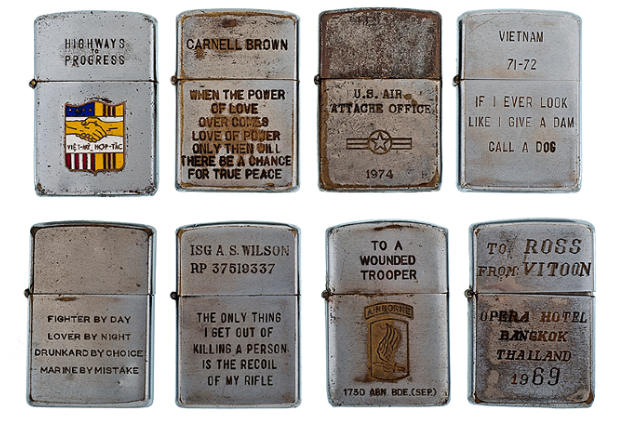 HIGHWAYS
TO
PROGRESS
VIỆT-MỸ HỢP-TÁC
CARNELL BROWN
WHEN THE POWER
OF LOVE
OVER COMES
LOVE OF POWER
ONLY THEN WILL
THERE BE A CHANCE
FOR TRUE PEACE
U.S. AIR
ATTACHE OFFICE
1974
VIETNAM
71-72
IF I EVER LOOK
LIKE I GIVE A DAM
CALL A DOG
FIGHTER BY DAY
LOVER BY NIGHT
DRUNKARD BY CHOICE
MARINE BY MISTAKE
ISG A.S. WILSON
RP 37519337
THE ONLY THING
I GET OUT OF
KILLING A PERSON
IS THE RECOIL
OF MY RIFLE
TO A
WOUNDED
TROOPER
AIRBORNE
173D ABN. BDE.(SEP.)
TO ROSS
FROM VITOON
OPERA HOTEL
BANGKOK
THAILAND
1969